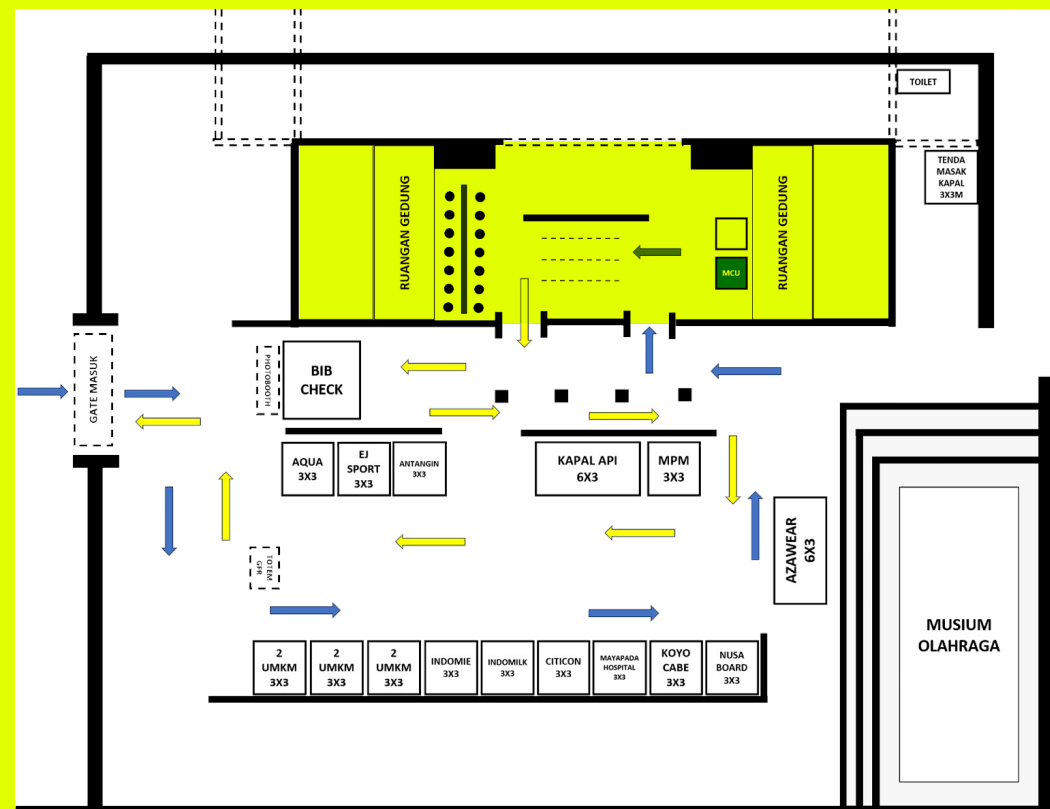 TOILET
TENDA
MASAK
KAPAL
3X3M
RUANGAN GEDUNG
RUANGAN GEDUNG
MCU
GATE MASUK
PHOTOBOOTH
BIB
CHECK
AQUA
3X3
EJ
SPORT
3X3
ANTANGIN
3X3
KAPAL API
6X3
MPM
3X3
AZAWEAR
6X3
TOTEM
GFR
MUSIUM
OLAHRAGA
2
UMKM
3X3
2
UMKM
3X3
2
UMKM
3X3
INDOMIE
3X3
INDOMILK
3X3
CITICON
3X3
MAYAPADA
HOSPITAL
3X3
KOYO
CABE
3X3
NUSA
BOARD
3X3